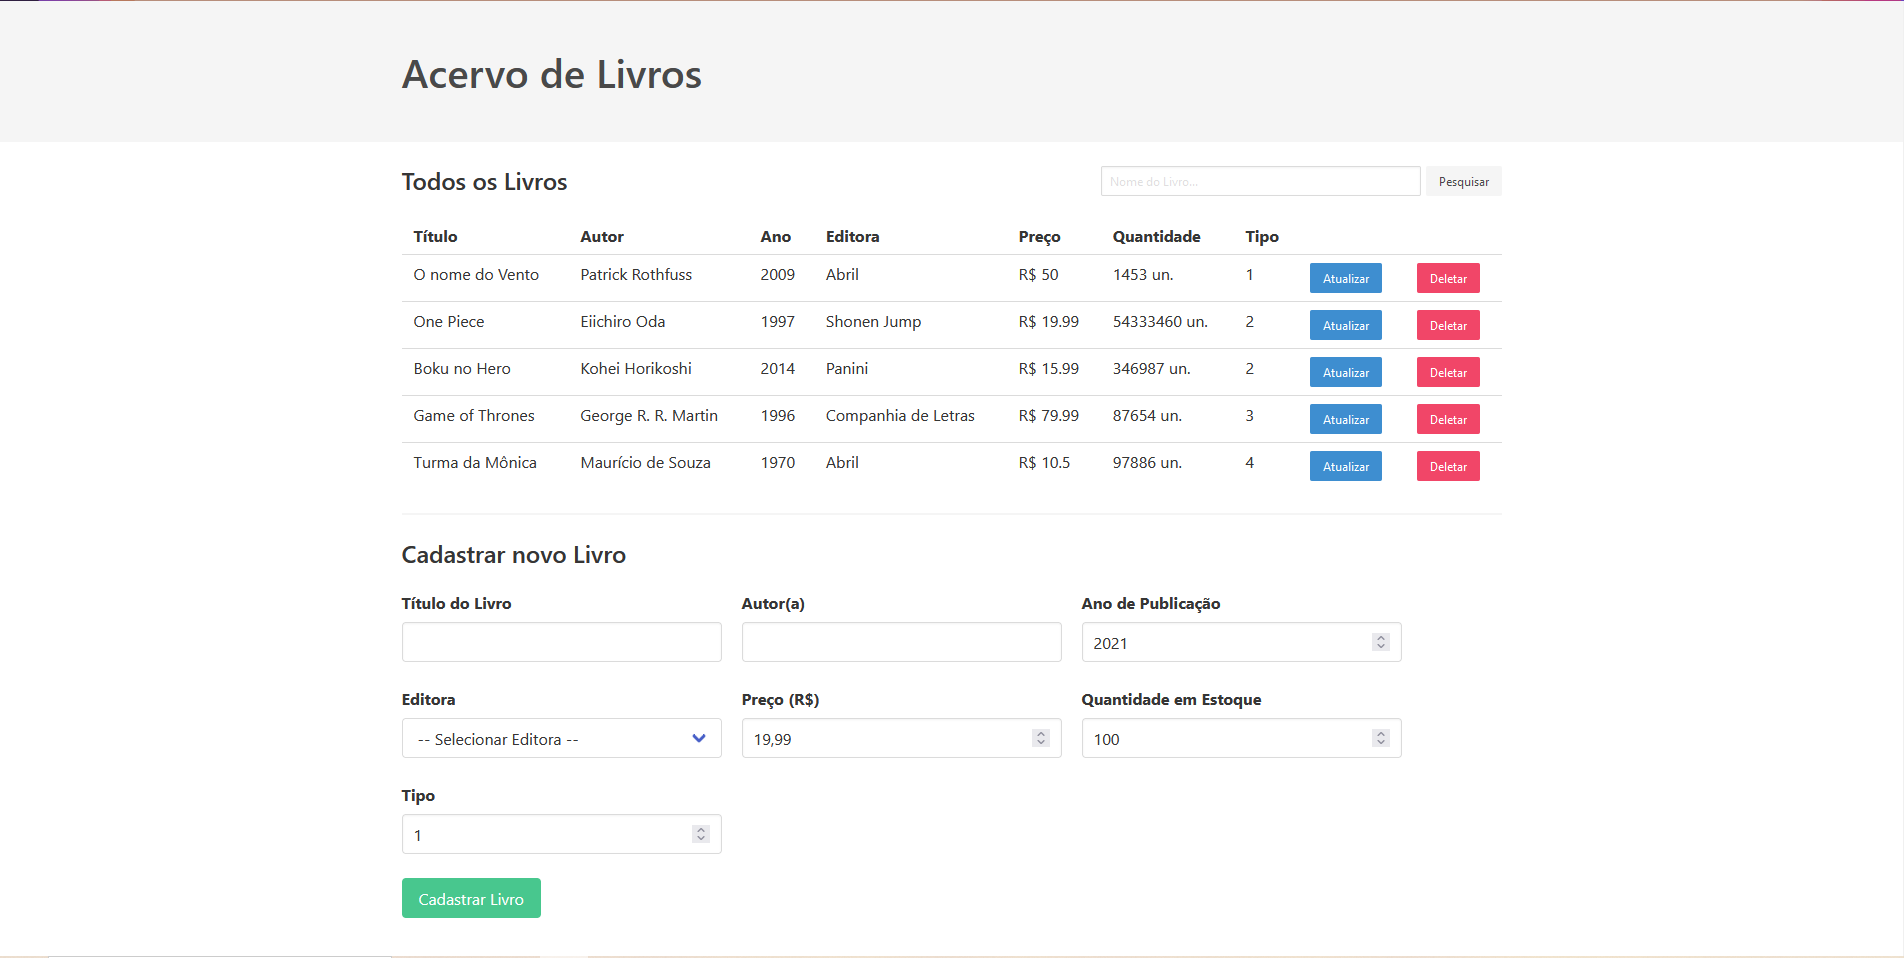 Acervo de Livros
Todos os Livros
Nome do Livro...
Pesquisar
Título Autor Ano Editora Preço Quantidade Tipo
O nome do Vento Patrick Rothfuss 2009 Abril R$ 50 1453 un. 1 Atualizar Deletar
One Piece Eiichiro Oda 1997 Shonen Jump R$ 19.99 54333460 un. 2 Atualizar Deletar
Boku no Hero Kohei Horikoshi 2014 Panini R$ 15.99 346987 un. 2 Atualizar Deletar
Game of Thrones George R. R. Martin 1996 Companhia de Letras R$ 79.99 87654 un. 3 Atualizar Deletar
Turma da Mônica Maurício de Souza 1970 Abril R$ 10.5 97886 un. 4 Atualizar Deletar
Cadastrar novo Livro
Título do Livro Autor(a) Ano de Publicação
2021
Editora Preço (R$) Quantidade em Estoque
-- Selecionar Editora -- 19,99 100
Tipo
1
Cadastrar Livro